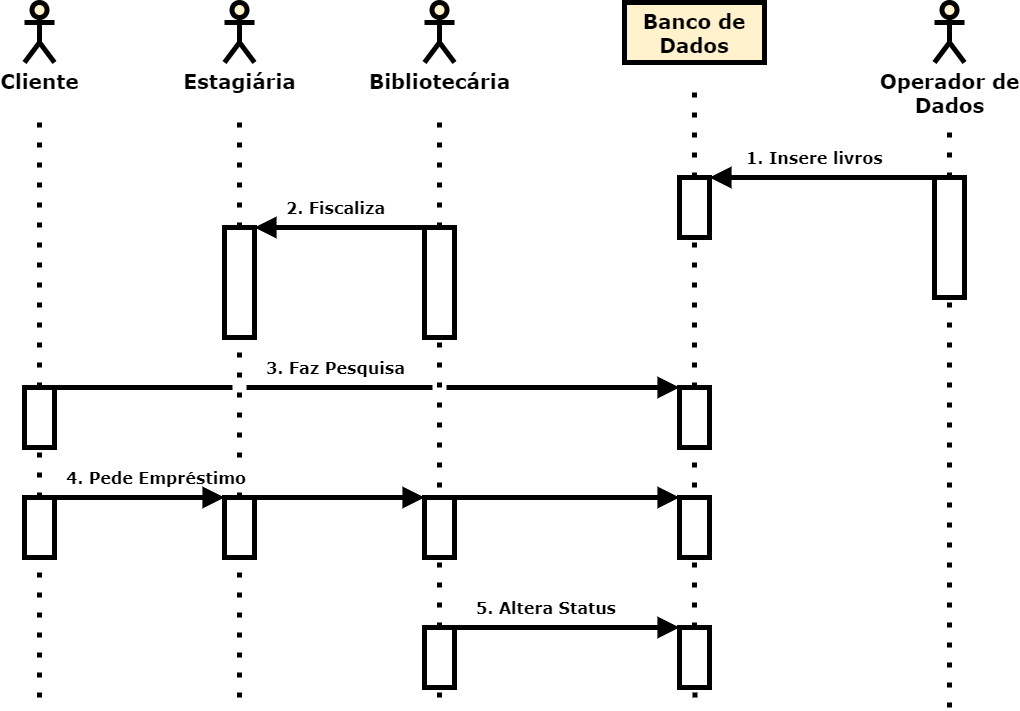 Cliente
Estagiária
Bibliotecária
Banco de
Dados
Operador de
Dados
1. Insere livros
2. Fiscaliza
3. Faz Pesquisa
4. Pede Empréstimo
5. Altera Status